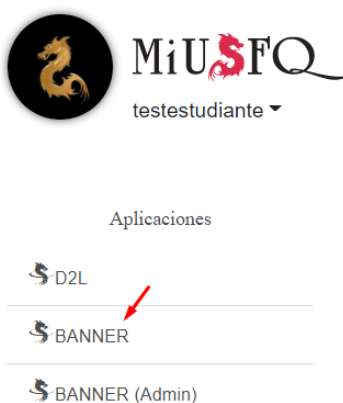 MiUSFQ
testestudiante
Aplicaciones
D2L
BANNER
BANNER (Admin)